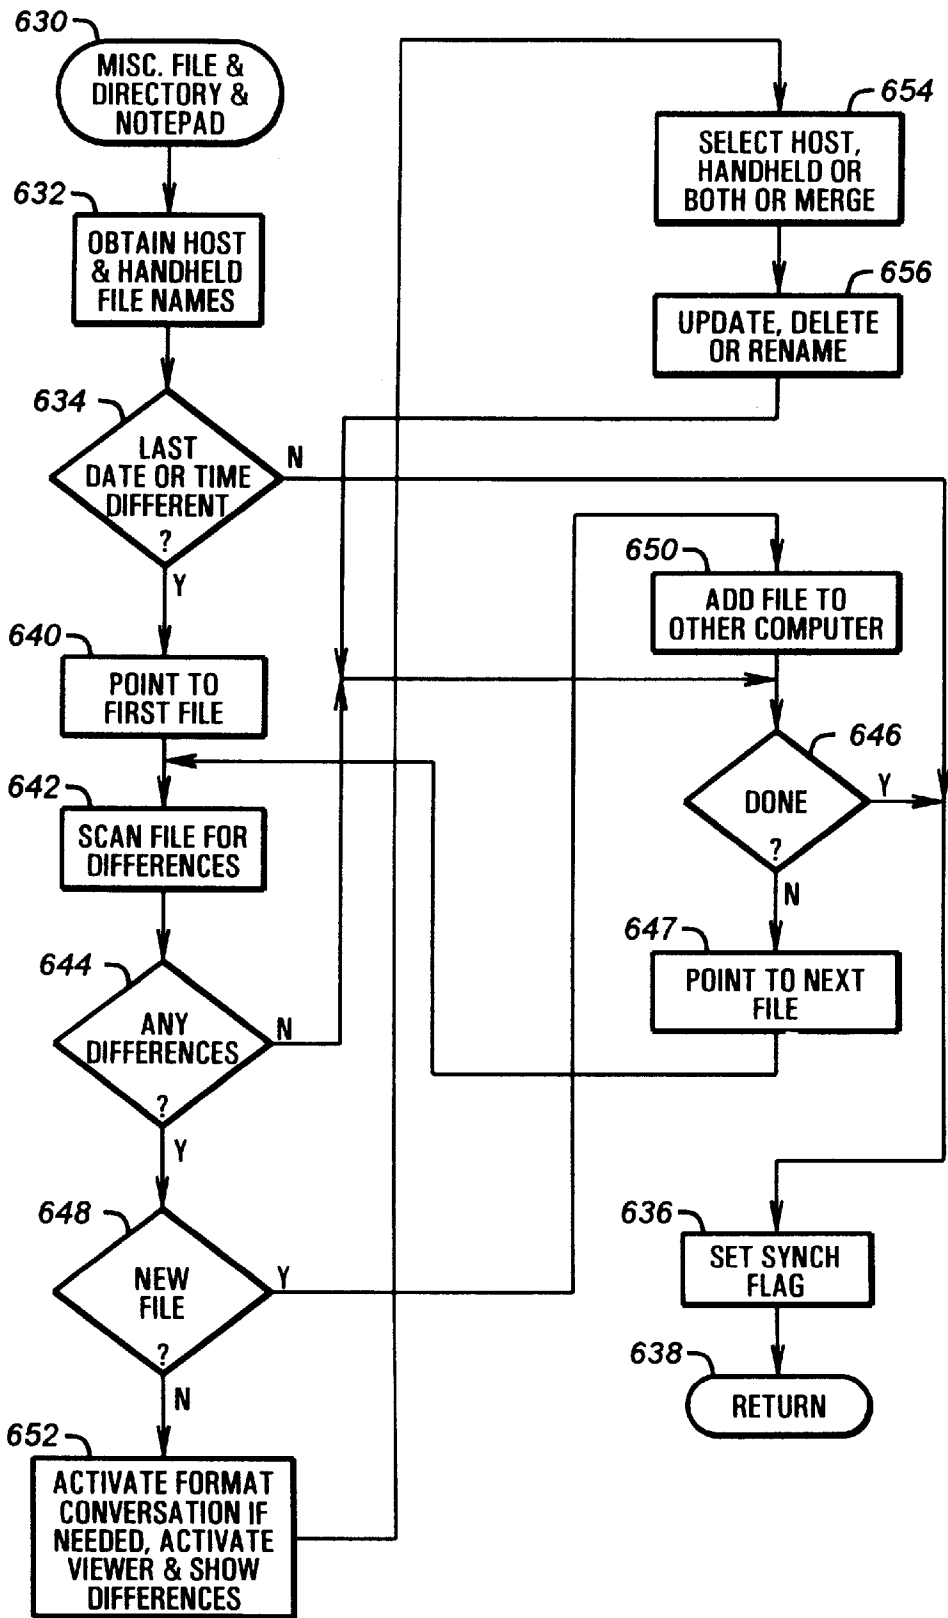 630
MISC. FILE &
DIRECTORY &
NOTEPAD
632
OBTAIN HOST
& HANDHELD
FILE NAMES
634
LAST
DATE OR TIME
DIFFERENT
?
N
Y
640
POINT TO
FIRST FILE
642
SCAN FILE FOR
DIFFERENCES
644
ANY
DIFFERENCES
?
N
Y
648
NEW
FILE
?
Y
N
652
ACTIVATE FORMAT
CONVERSATION IF
NEEDED, ACTIVATE
VIEWER & SHOW
DIFFERENCES
654
SELECT HOST,
HANDHELD OR
BOTH OR MERGE
656
UPDATE, DELETE
OR RENAME
650
ADD FILE TO
OTHER COMPUTER
646
DONE
?
Y
N
647
POINT TO NEXT
FILE
636
SET SYNCH
FLAG
638
RETURN